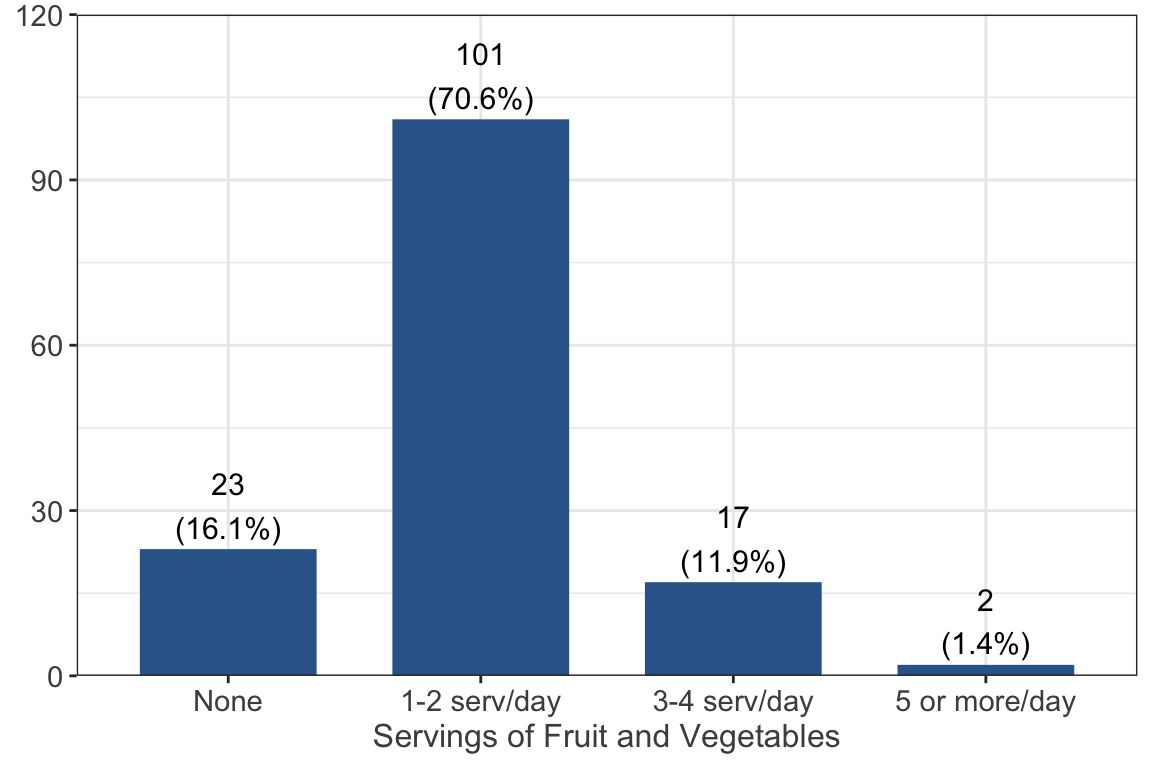 120
90
60
30
0
101
(70.6%)
23
(16.1%)
17
(11.9%)
2
(1.4%)
None
1-2 serv/day
3-4 serv/day
5 or more/day
Servings of Fruit and Vegetables